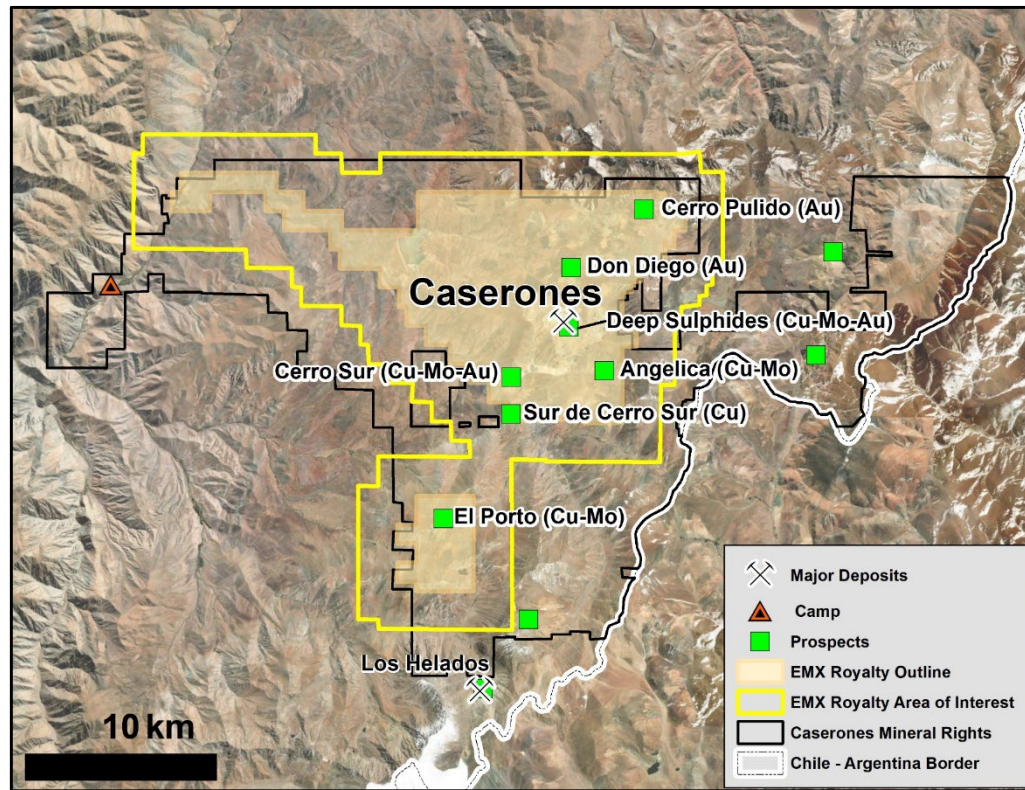 Cerro Pulido (Au)
Don Diego (Au)
Caserones
Deep Sulphides (Cu-Mo-Au)
Cerro Sur (Cu-Mo-Au)
Angelica (Cu-Mo)
Sur de Cerro Sur (Cu)
El Porto (Cu-Mo)
Los Helados
10 km
Major Deposits
Camp
Prospects
EMX Royalty Outline
EMX Royalty Area of Interest
Caserones Mineral Rights
Chile - Argentina Border